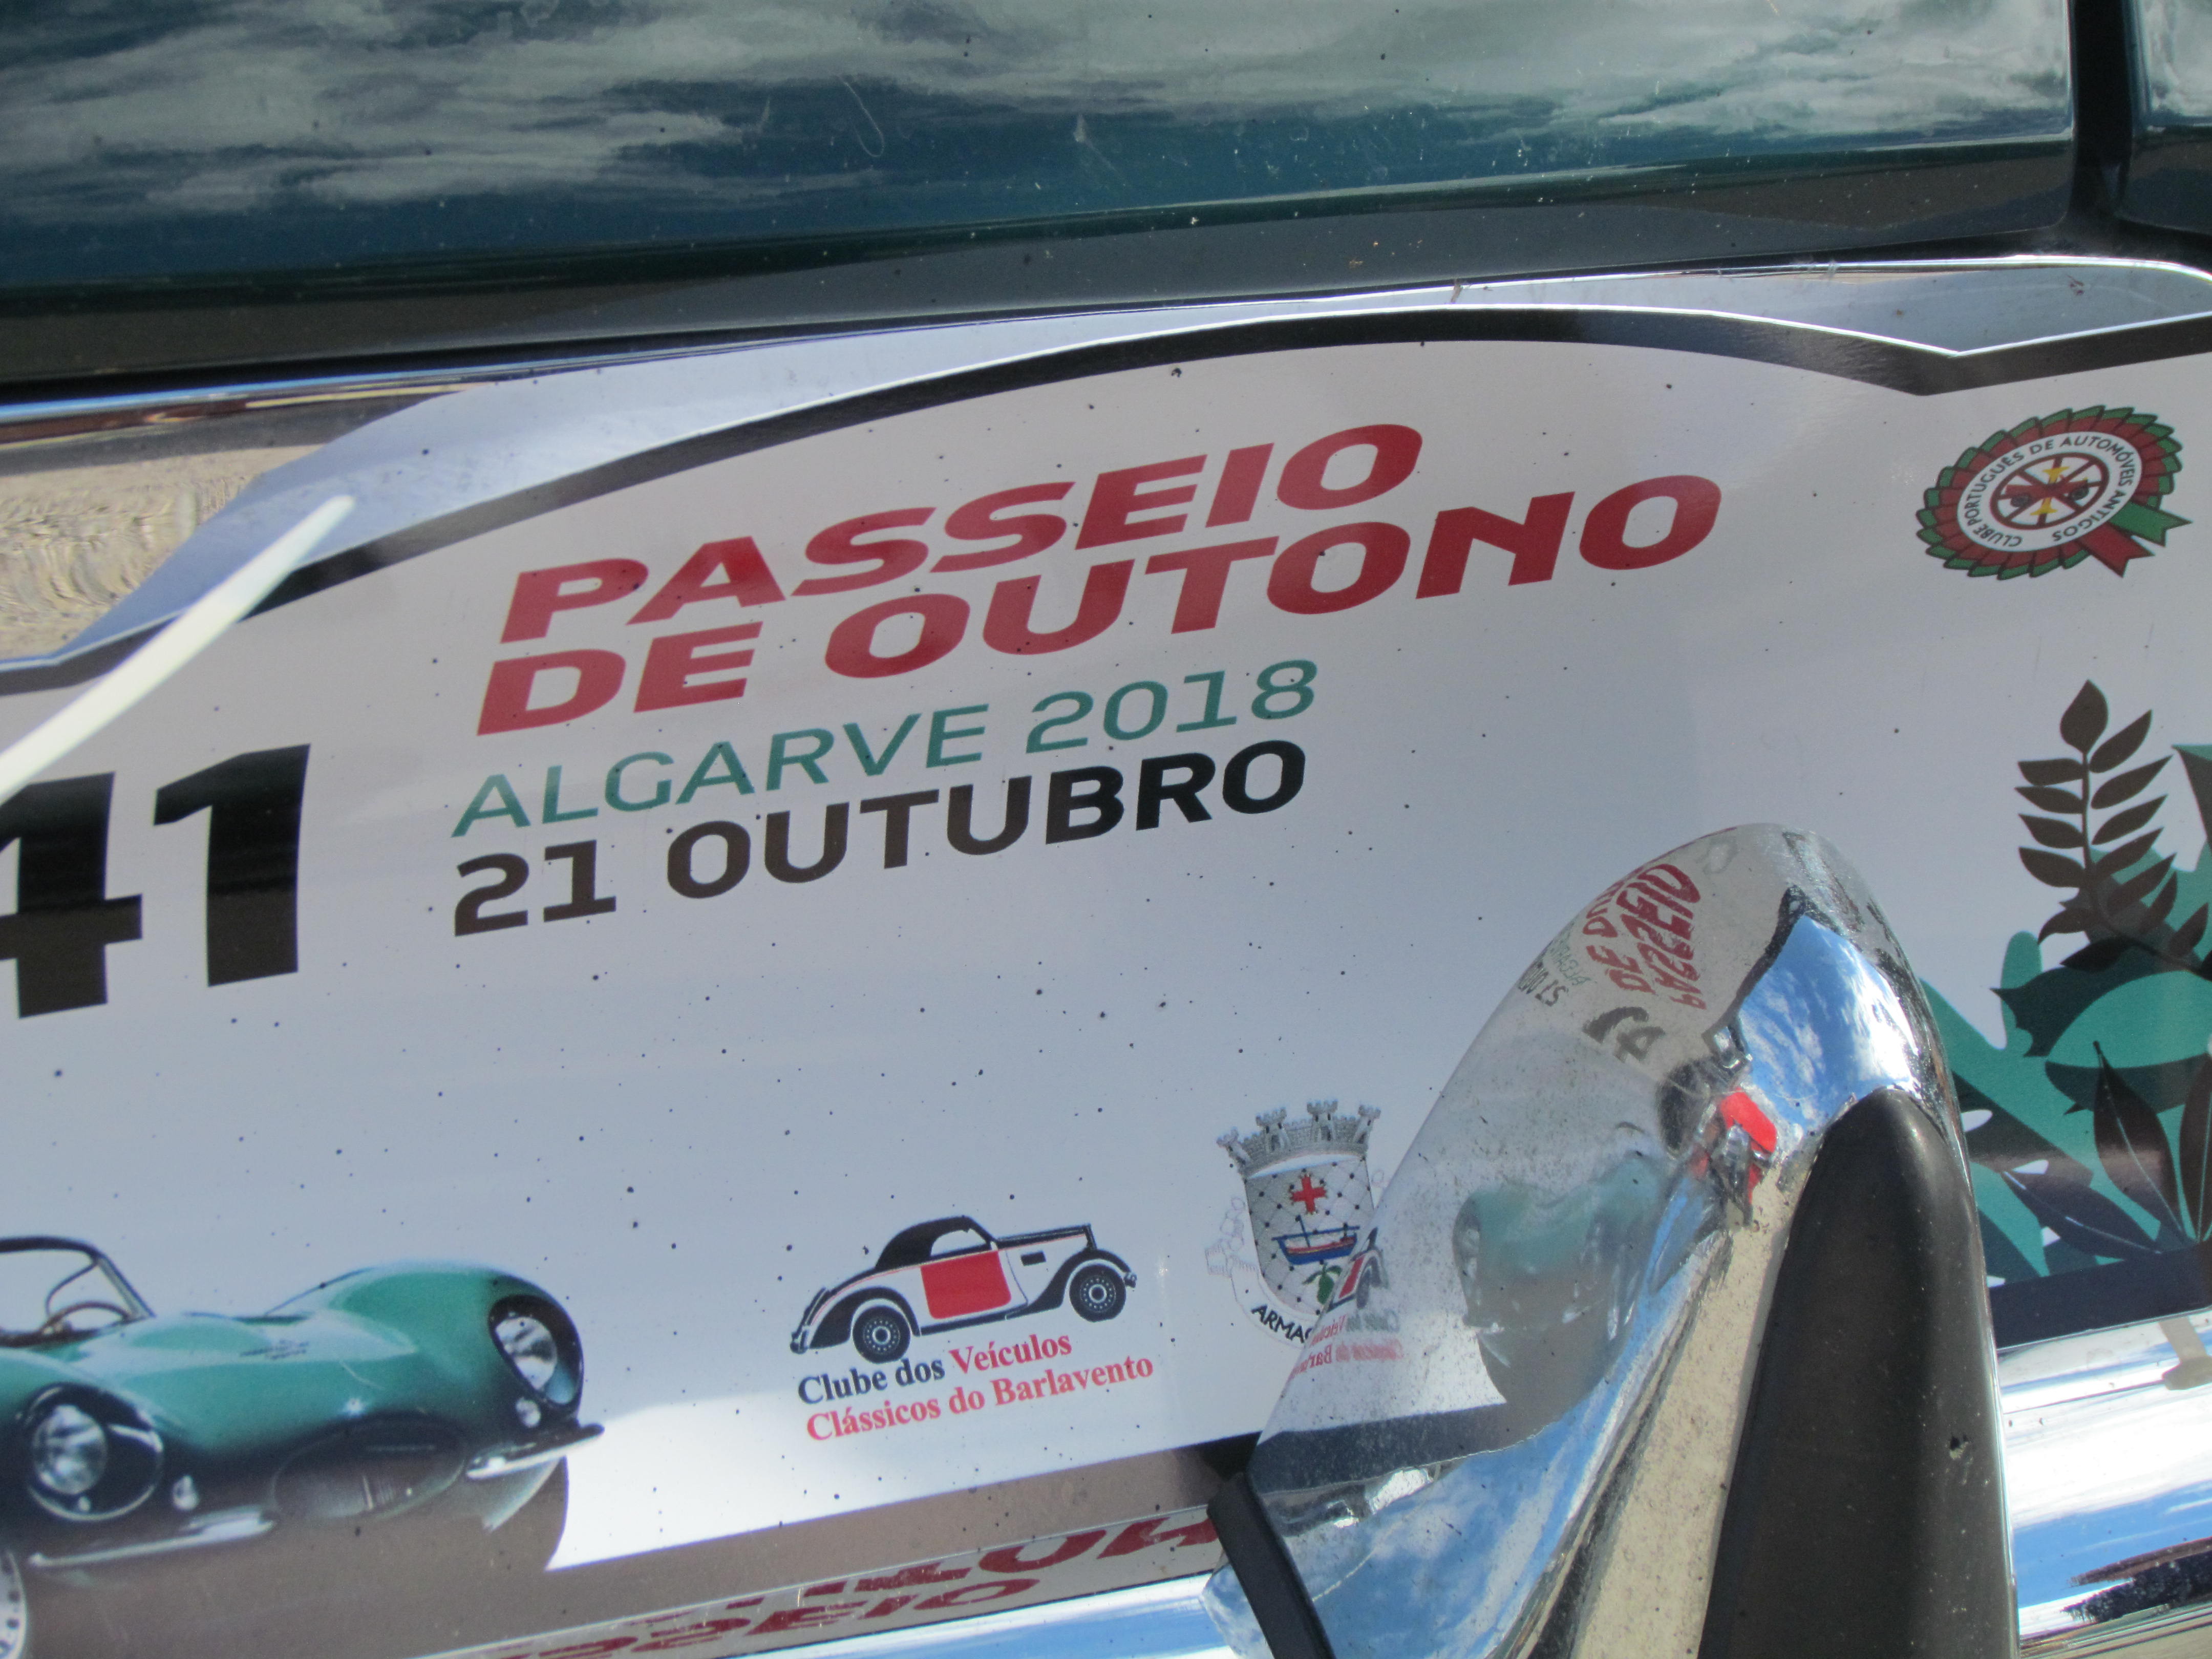 PASSEIO
DE OUTONO
ALGARVE 2018
21 OUTUBRO
41
CLUBE PORTUGUÊS DE AUTOMÓVEIS ANTIGOS
Clube dos Veículos
Clássicos do Barlavento